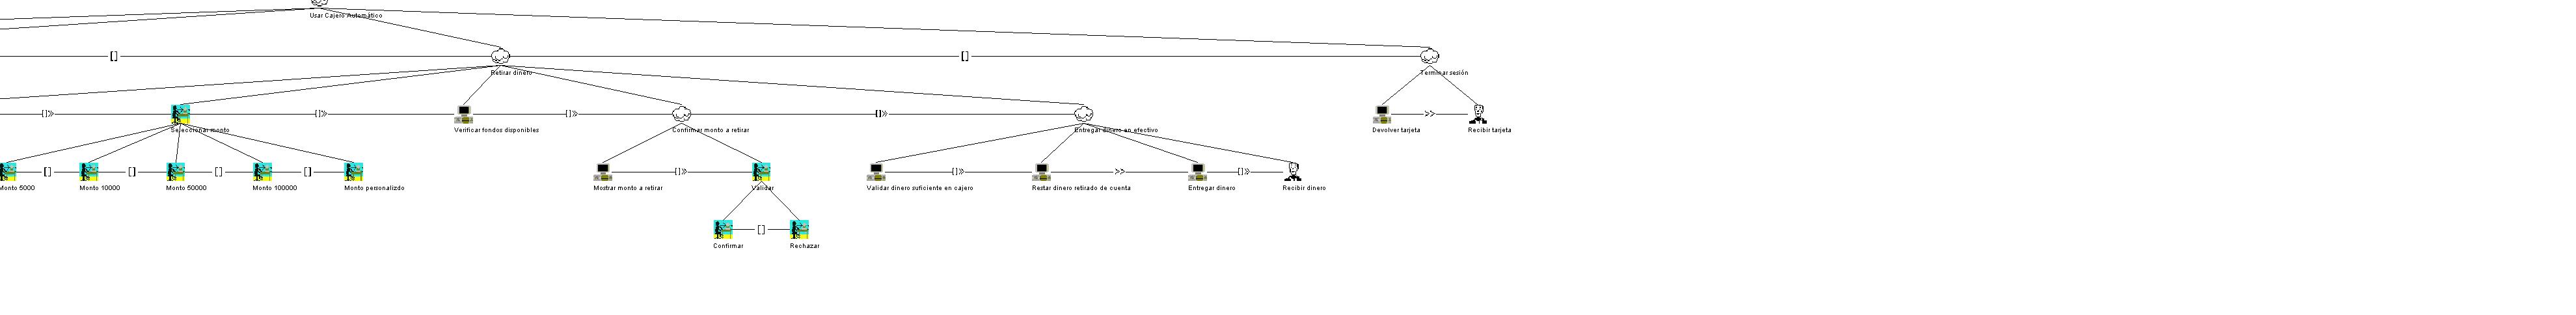 Usar Cajero Automático
[] []
Retirar dinero Terminar sesión
[]>> []>> []>> []>> >>
Seleccionar monto Verificar fondos disponibles Confirmar monto a retirar Entregar dinero en efectivo Devolver tarjeta Recibir tarjeta
[] [] [] [] []>> []>> >> []>>
Monto 5000 Monto 10000 Monto 50000 Monto 100000 Monto personalizdo Mostrar monto a retirar Validar Validar dinero suficiente en cajero Restar dinero retirado de cuenta Entregar dinero Recibir dinero
[]
Confirmar Rechazar